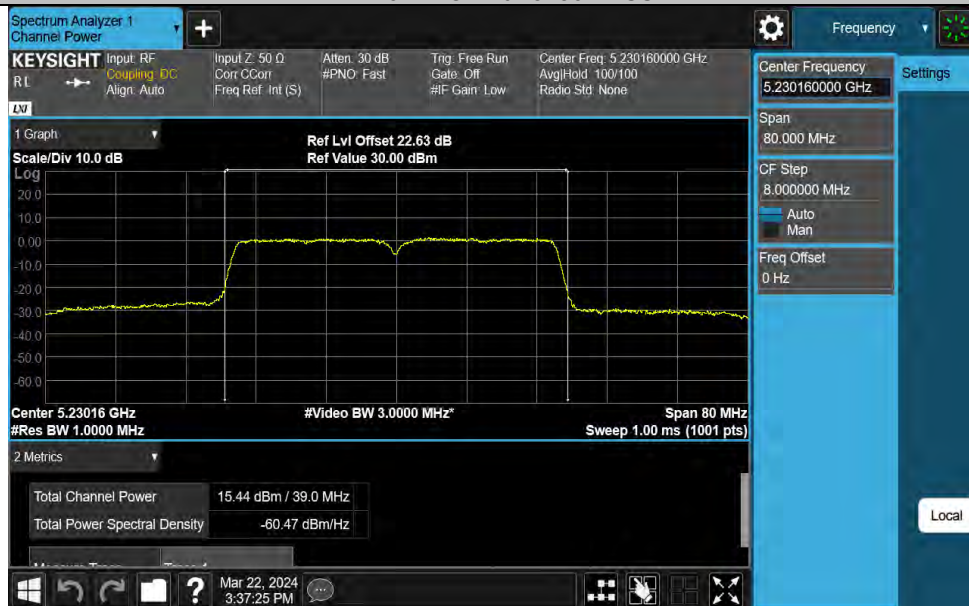 Spectrum Analyzer 1
Channel Power
+
Frequency
KEYSIGHT
RL
LXI
Input: RF
Coupling: DC
Align: Auto
Input Z: 50 Ω
Corr CCorr
Freq Ref: Int (S)
Atten: 30 dB
#PNO: Fast
Trig: Free Run
Gate: Off
#IF Gain: Low
Center Freq: 5.230160000 GHz
Avg|Hold: 100/100
Radio Std: None
1 Graph
Scale/Div 10.0 dB
Ref Lvl Offset 22.63 dB
Ref Value 30.00 dBm
Log
20.0
10.0
0.00
-10.0
-20.0
-30.0
-40.0
-50.0
-60.0
Center 5.23016 GHz
#Video BW 3.0000 MHz*
Span 80 MHz
#Res BW 1.0000 MHz
Sweep 1.00 ms (1001 pts)
2 Metrics
Total Channel Power 15.44 dBm / 39.0 MHz
Total Power Spectral Density -60.47 dBm/Hz
?
Mar 22, 2024
3:37:25 PM
Center Frequency
5.230160000 GHz
Span
80.000 MHz
CF Step
8.000000 MHz
Auto
Man
Freq Offset
0 Hz
Settings
Local